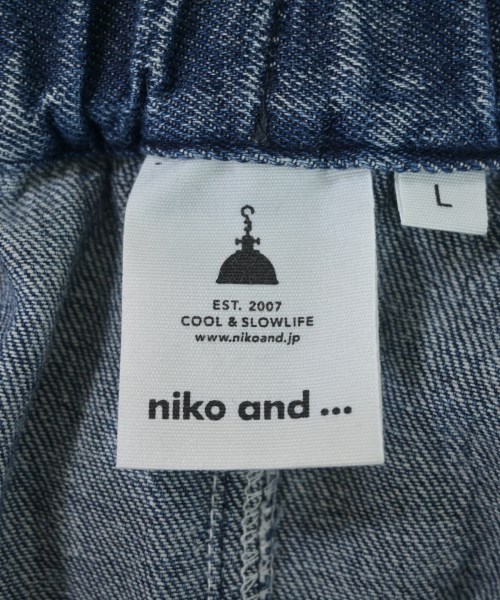 L
EST. 2007
COOL & SLOWLIFE
www.nikoand.jp
niko and ...